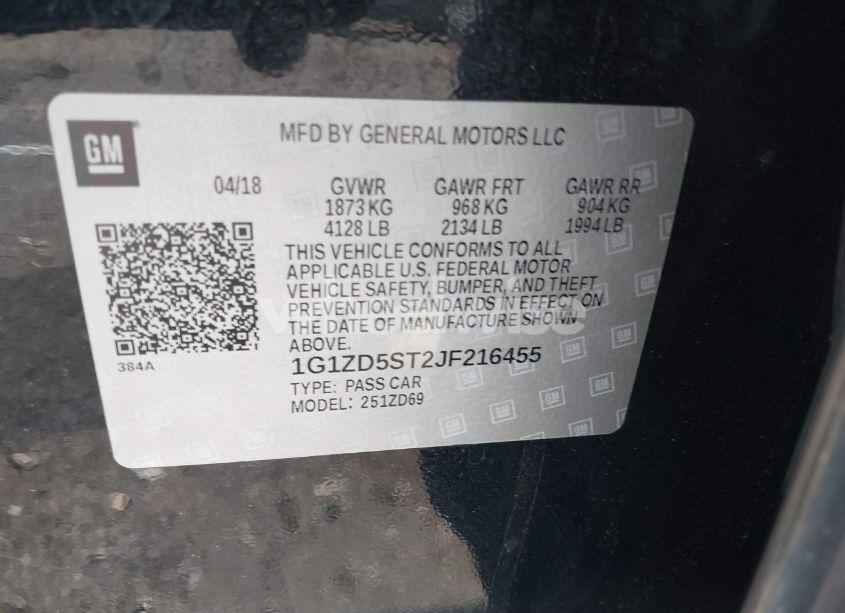 GM
MFD BY GENERAL MOTORS LLC
04/18 GVWR GAWR FRT GAWR RR
1873 KG 968 KG 904 KG
4128 LB 2134 LB 1994 LB
THIS VEHICLE CONFORMS TO ALL
APPLICABLE U.S. FEDERAL MOTOR
VEHICLE SAFETY, BUMPER, AND THEFT
PREVENTION STANDARDS IN EFFECT ON
THE DATE OF MANUFACTURE SHOWN
ABOVE.
384A
1G1ZD5ST2JF216455
TYPE: PASS CAR
MODEL: 251ZD69